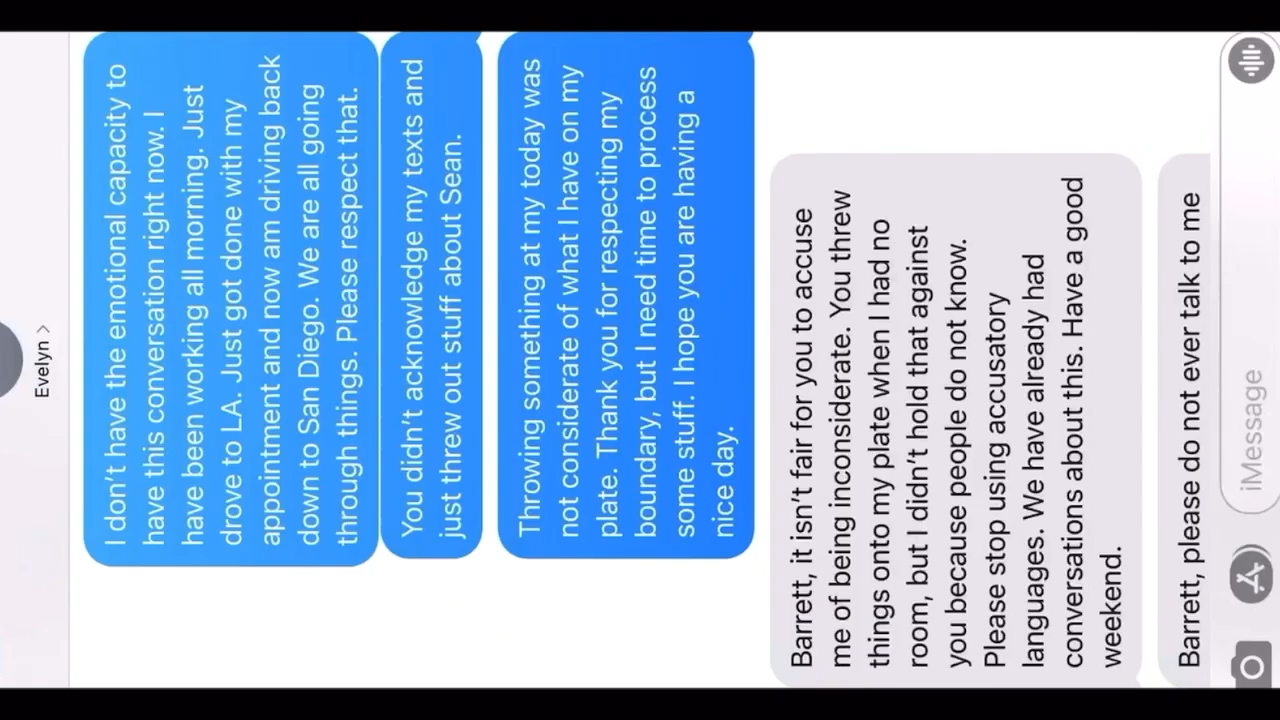 Evelyn >
I don't have the emotional capacity to
have this conversation right now. I
have been working all morning. Just
drove to LA. Just got done with my
appointment and now am driving back
down to San Diego. We are all going
through things. Please respect that.
You didn't acknowledge my texts and
just threw out stuff about Sean.
Throwing something at my today was
not considerate of what I have on my
plate. Thank you for respecting my
boundary, but I need time to process
some stuff. I hope you are having a
nice day.
Barrett, it isn't fair for you to accuse
me of being inconsiderate. You threw
things onto my plate when I had no
room, but I didn't hold that against
you because people do not know.
Please stop using accusatory
languages. We have already had
conversations about this. Have a good
weekend.
Barrett, please do not ever talk to me
iMessage